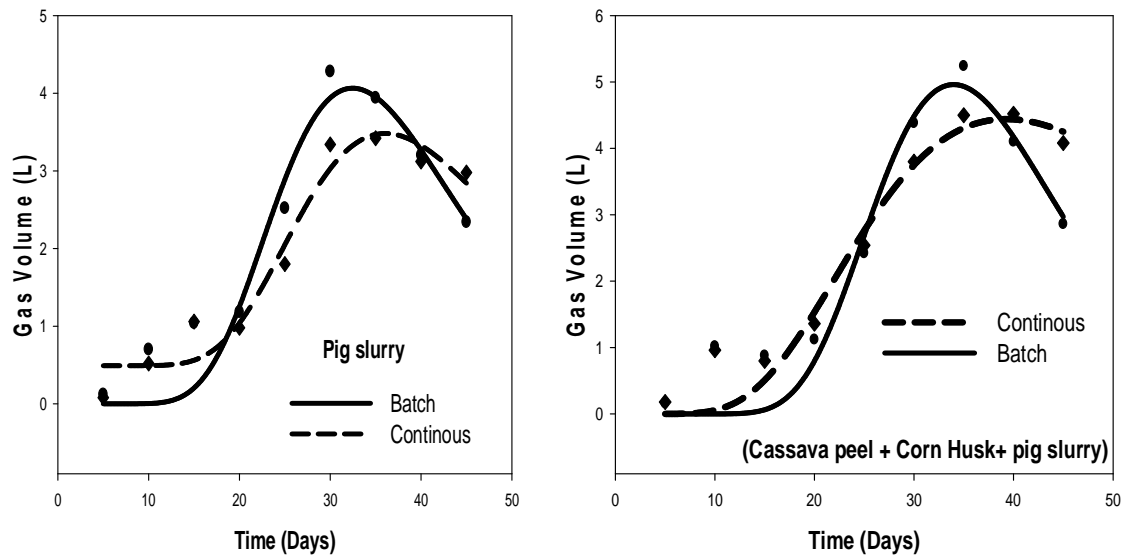 5
4
3
2
1
0
Gas Volume (L)
0 10 20 30 40 50
Time (Days)
Pig slurry
Batch
Continous
6
5
4
3
2
1
0
Gas Volume (L)
0 10 20 30 40 50
Time (Days)
Continous
Batch
(Cassava peel + Corn Husk+ pig slurry)